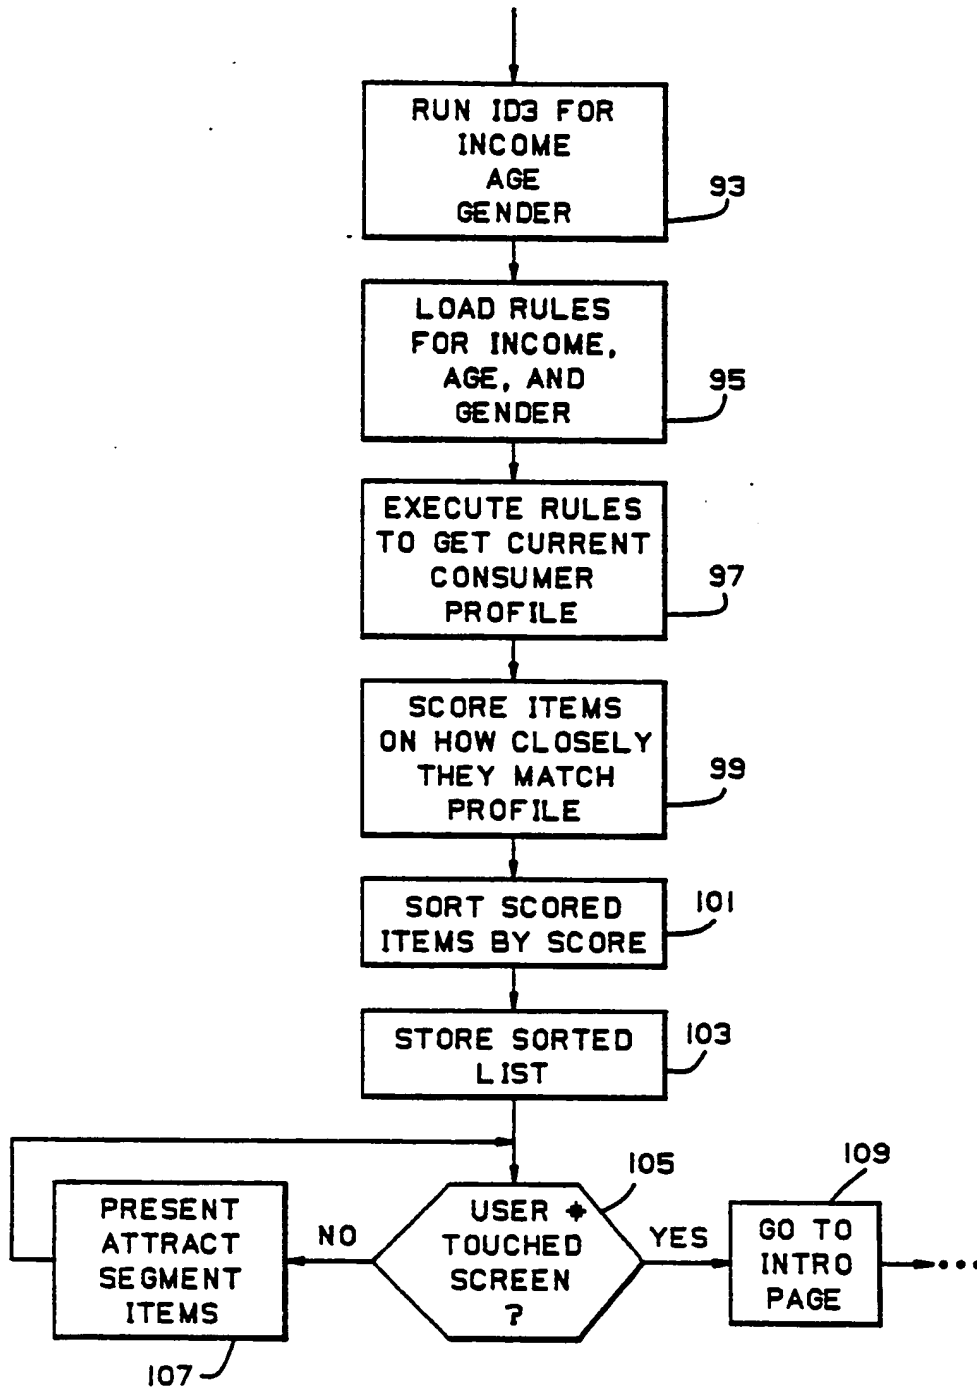 RUN ID3 FOR
INCOME
AGE
GENDER
93
LOAD RULES
FOR INCOME,
AGE, AND
GENDER
95
EXECUTE RULES
TO GET CURRENT
CONSUMER
PROFILE
97
SCORE ITEMS
ON HOW CLOSELY
THEY MATCH
PROFILE
99
SORT SCORED
ITEMS BY SCORE
101
STORE SORTED
LIST
103
PRESENT
ATTRACT
SEGMENT
ITEMS
107
NO
USER *
TOUCHED
SCREEN
?
105
YES
GO TO
INTRO
PAGE
109